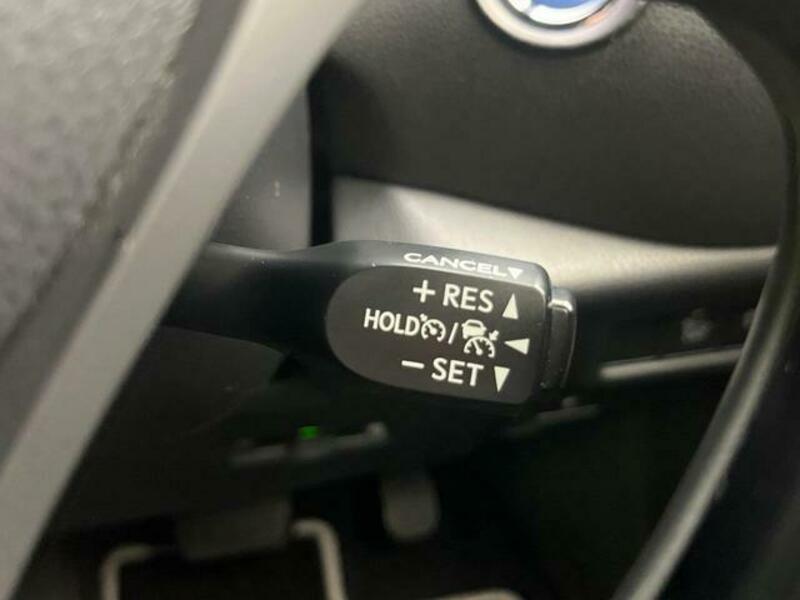 CANCEL▼
+ RES ▲
HOLD / ◀
− SET ▼